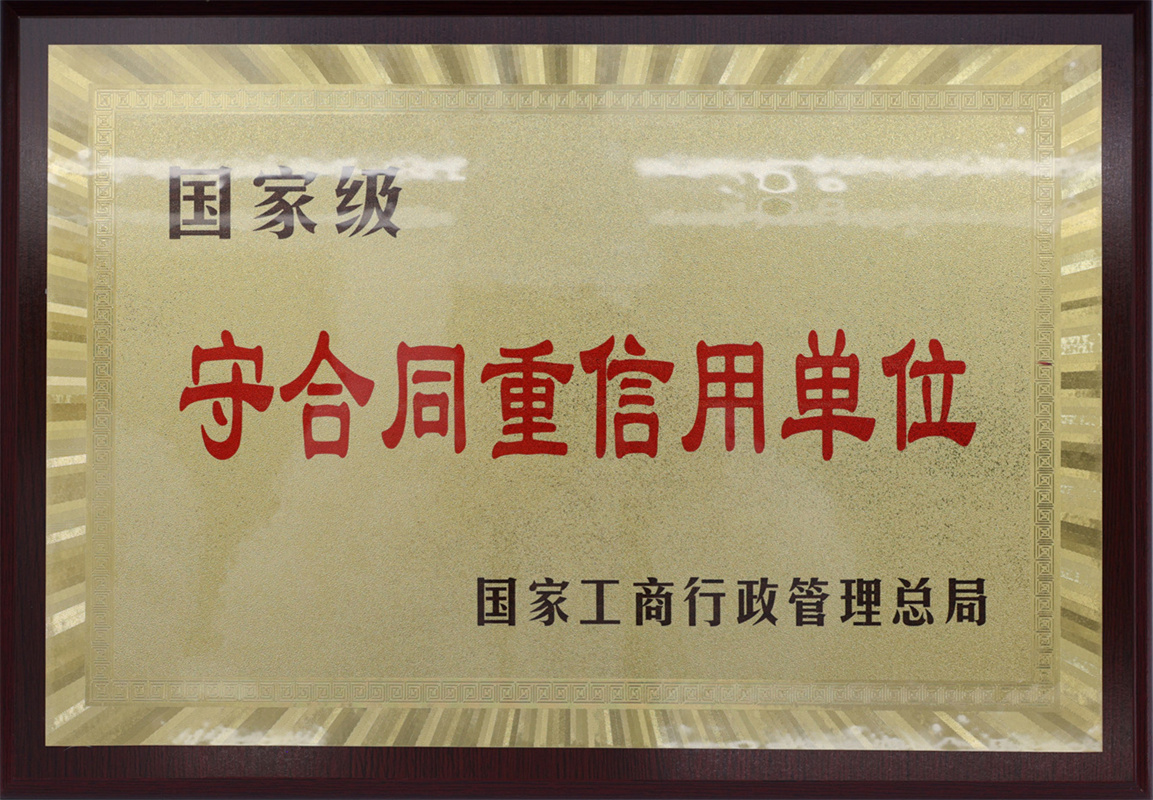 国家级
守合同重信用单位
国家工商行政管理总局